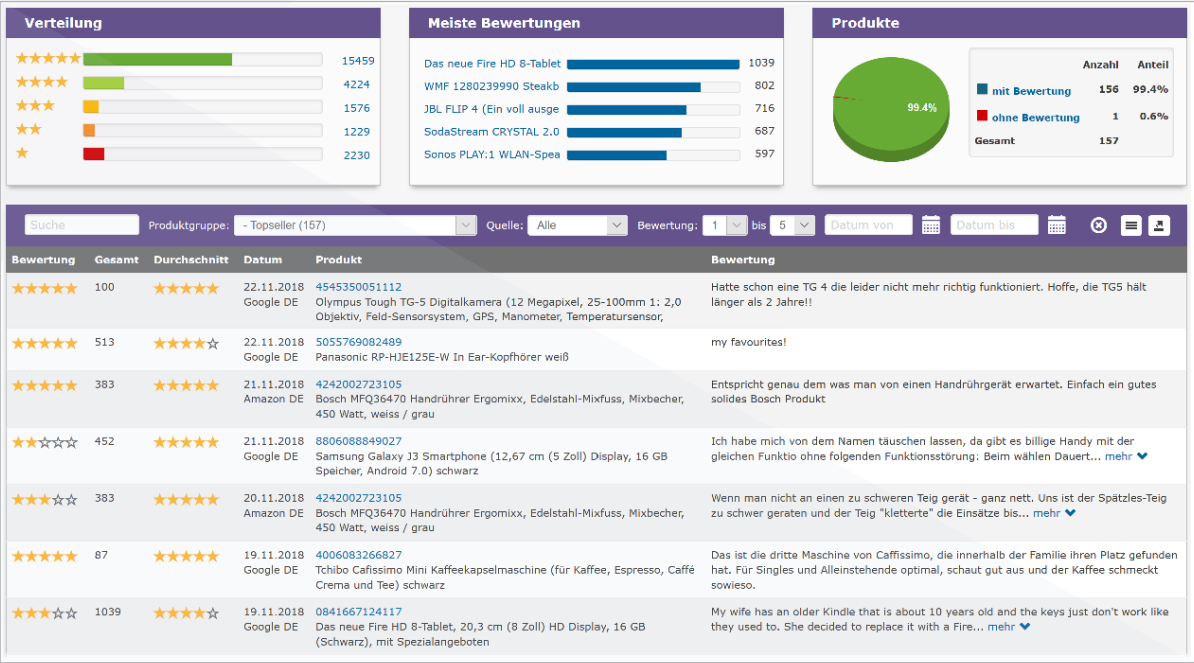 Verteilung
15459
4224
1576
1229
2230
Meiste Bewertungen
Das neue Fire HD 8-Tablet 1039
WMF 1280239990 Steakb 802
JBL FLIP 4 (Ein voll ausge 716
SodaStream CRYSTAL 2.0 687
Sonos PLAY:1 WLAN-Spea 597
Produkte
99.4%
Anzahl Anteil
mit Bewertung 156 99.4%
ohne Bewertung 1 0.6%
Gesamt 157
Suche Produktgruppe: - Topseller (157) Quelle: Alle Bewertung: 1 bis 5 Datum von Datum bis
Bewertung Gesamt Durchschnitt Datum Produkt Bewertung
100 22.11.2018 4545350051112 Hatte schon eine TG 4 die leider nicht mehr richtig funktioniert. Hoffe, die TG5 hält
Google DE Olympus Tough TG-5 Digitalkamera (12 Megapixel, 25-100mm 1: 2,0 länger als 2 Jahre!!
Objektiv, Feld-Sensorsystem, GPS, Manometer, Temperatursensor,
513 22.11.2018 5055769082489 my favourites!
Google DE Panasonic RP-HJE125E-W In Ear-Kopfhörer weiß
383 21.11.2018 4242002723105 Entspricht genau dem was man von einen Handrührgerät erwartet. Einfach ein gutes
Amazon DE Bosch MFQ36470 Handrührer Ergomixx, Edelstahl-Mixfuss, Mixbecher, solides Bosch Produkt
450 Watt, weiss / grau
452 21.11.2018 8806088849027 Ich habe mich von dem Namen täuschen lassen, da gibt es billige Handy mit der
Google DE Samsung Galaxy J3 Smartphone (12,67 cm (5 Zoll) Display, 16 GB gleichen Funktio ohne folgenden Funktionsstörung: Beim wählen Dauert... mehr
Speicher, Android 7.0) schwarz
383 20.11.2018 4242002723105 Wenn man nicht an einen zu schweren Teig gerät - ganz nett. Uns ist der Spätzles-Teig
Amazon DE Bosch MFQ36470 Handrührer Ergomixx, Edelstahl-Mixfuss, Mixbecher, zu schwer geraten und der Teig "kletterte" die Einsätze bis... mehr
450 Watt, weiss / grau
87 19.11.2018 4006083266827 Das ist die dritte Maschine von Caffissimo, die innerhalb der Familie ihren Platz gefunden
Google DE Tchibo Cafissimo Mini Kaffeekapselmaschine (für Kaffee, Espresso, Caffé hat. Für Singles und Alleinstehende optimal, schaut gut aus und der Kaffee schmeckt
Crema und Tee) schwarz sowieso.
1039 19.11.2018 0841667124117 My wife has an older Kindle that is about 10 years old and the keys just don't work like
Google DE Das neue Fire HD 8-Tablet, 20,3 cm (8 Zoll) HD Display, 16 GB they used to. She decided to replace it with a Fire... mehr
(Schwarz), mit Spezialangeboten